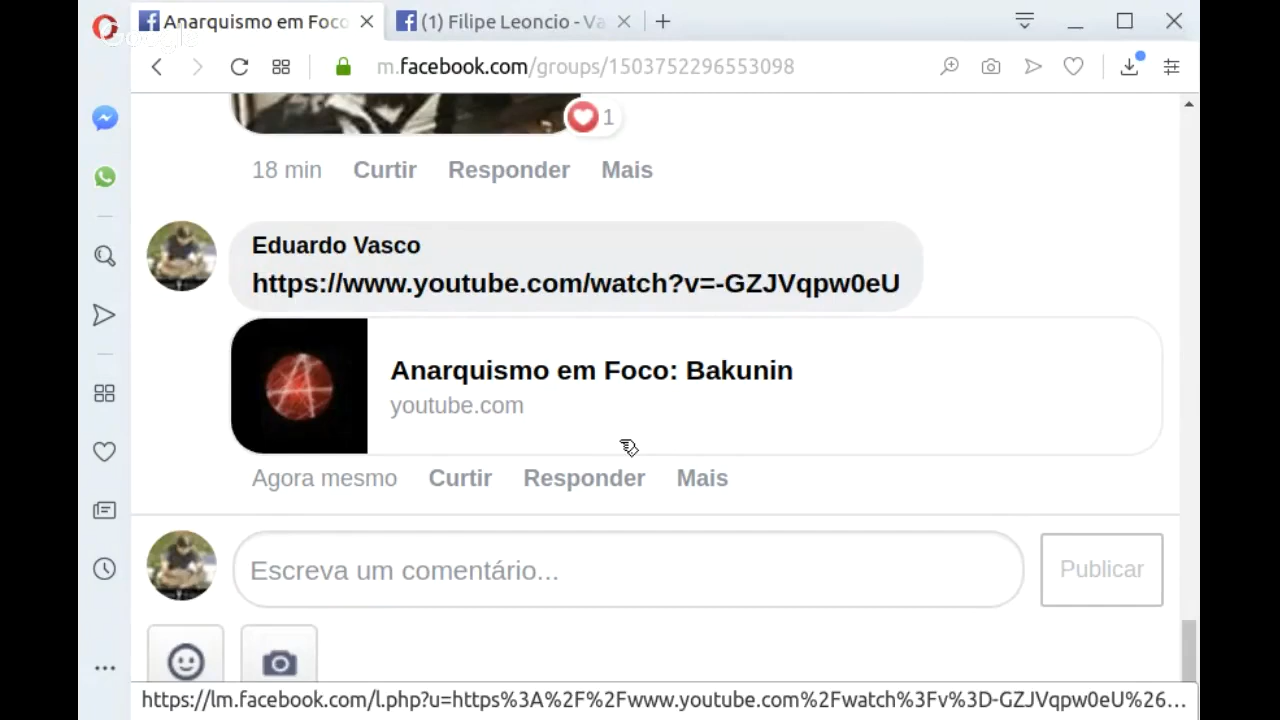 Anarquismo em Foco
(1) Filipe Leoncio - Va
Google
m.facebook.com/groups/1503752296553098
1
18 min Curtir Responder Mais
Eduardo Vasco
https://www.youtube.com/watch?v=-GZJVqpw0eU
Anarquismo em Foco: Bakunin
youtube.com
Agora mesmo Curtir Responder Mais
Escreva um comentário...
Publicar
https://lm.facebook.com/l.php?u=https%3A%2F%2Fwww.youtube.com%2Fwatch%3Fv%3D-GZJVqpw0eU%26...